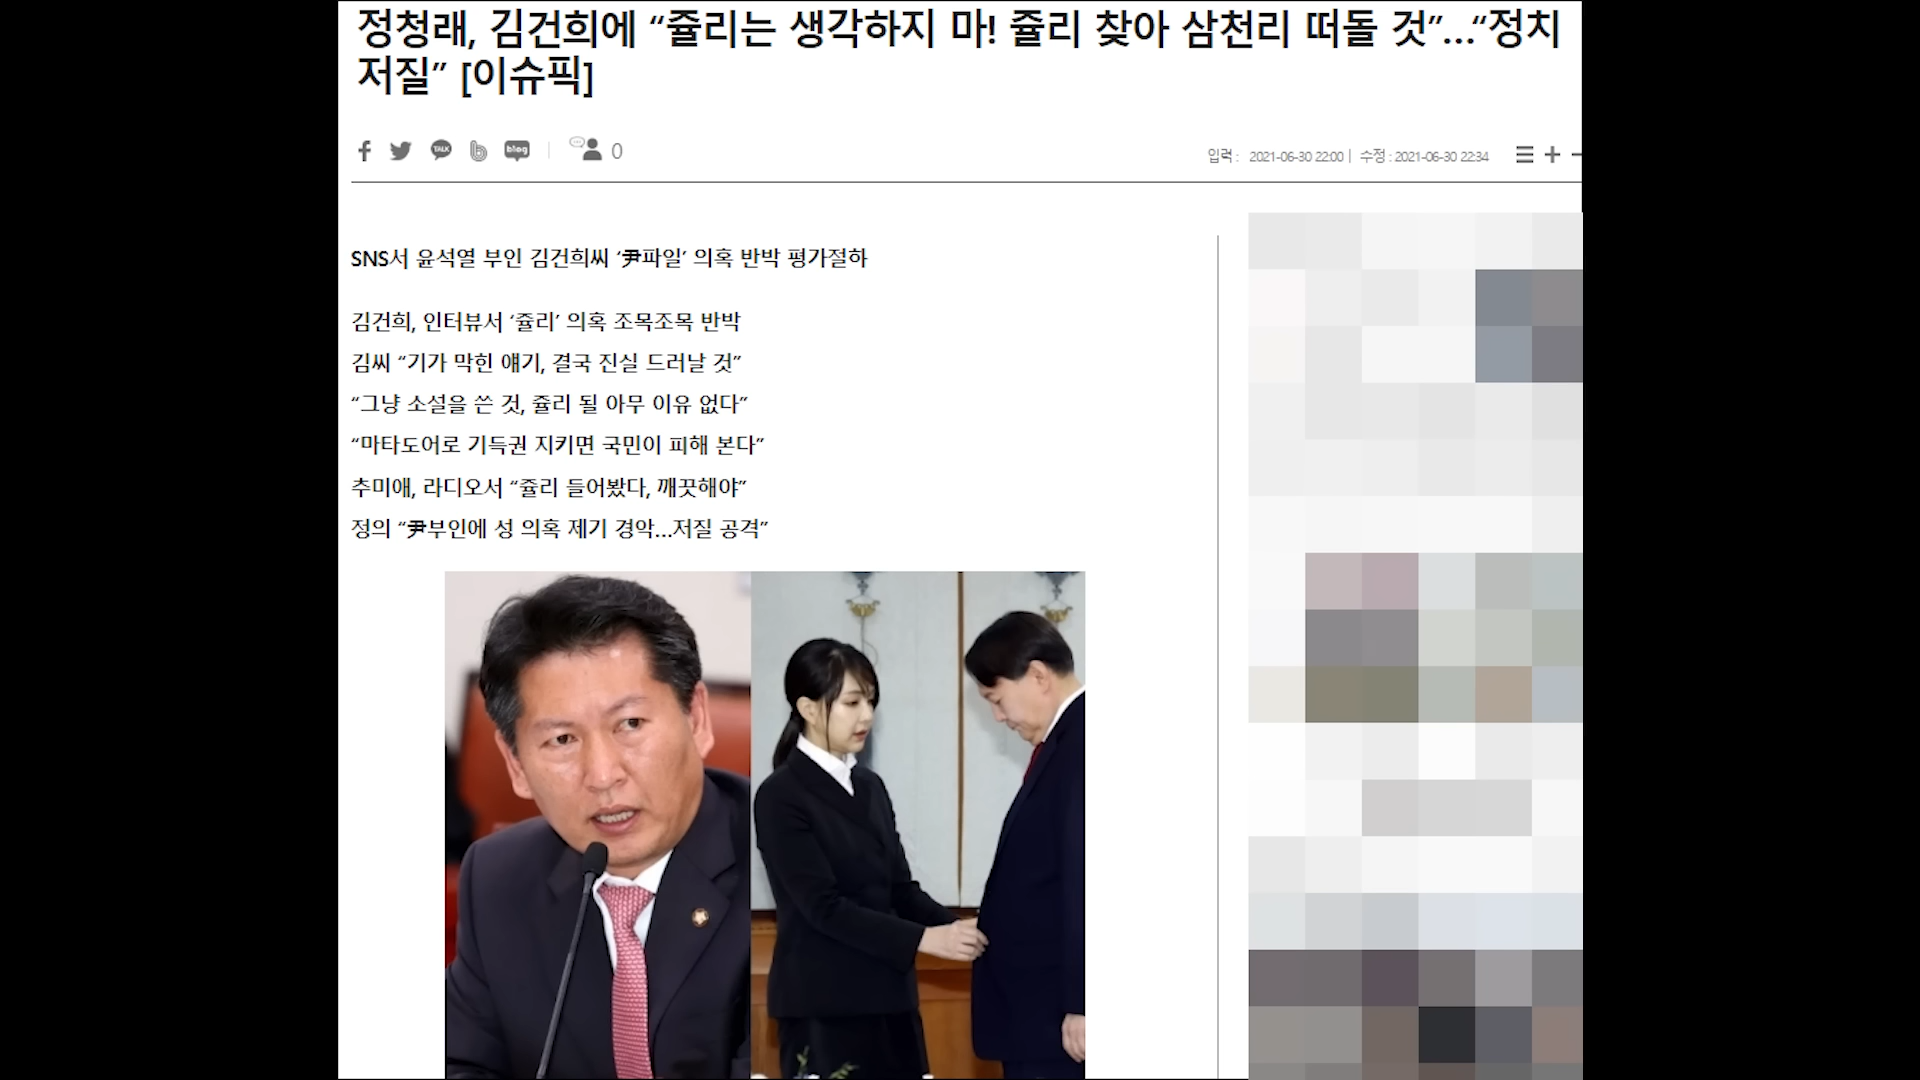 정청래, 김건희에 “쥴리는 생각하지 마! 쥴리 찾아 삼천리 떠돌 것”…“정치
저질” [이슈픽]
TALK
blog
0
입력 : 2021-06-30 22:00 | 수정 : 2021-06-30 22:34
SNS서 윤석열 부인 김건희씨 ‘尹파일’ 의혹 반박 평가절하
김건희, 인터뷰서 ‘쥴리’ 의혹 조목조목 반박
김씨 “기가 막힌 얘기, 결국 진실 드러날 것”
“그냥 소설을 쓴 것, 쥴리 될 아무 이유 없다”
“마타도어로 기득권 지키면 국민이 피해 본다”
추미애, 라디오서 “쥴리 들어봤다, 깨끗해야”
정의 “尹부인에 성 의혹 제기 경악…저질 공격”